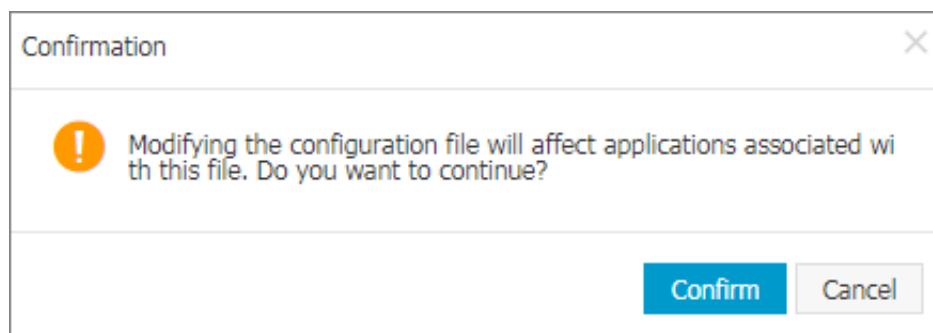 Confirmation
Modifying the configuration file will affect applications associated wi
th this file. Do you want to continue?
Confirm Cancel